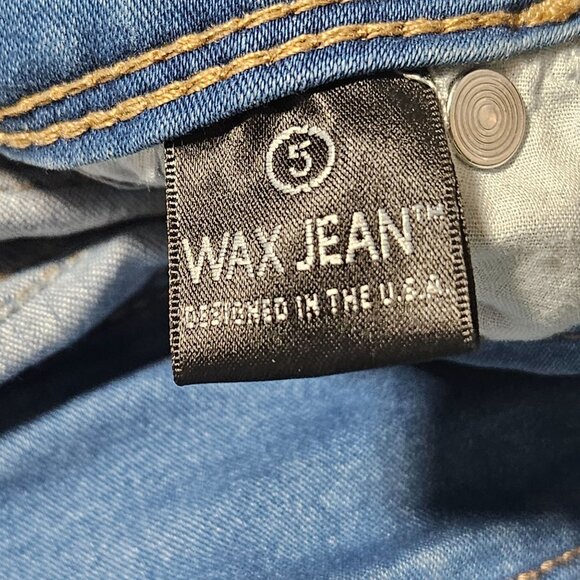 5
WAX JEAN™
DESIGNED IN THE U.S.A.